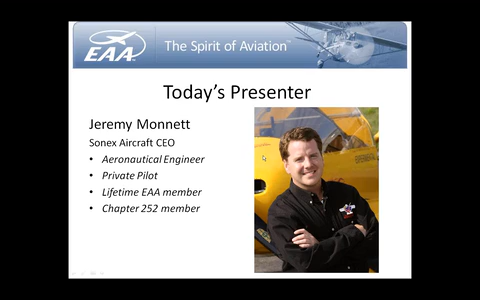 EAA The Spirit of Aviation™
Today's Presenter
Jeremy Monnett
Sonex Aircraft CEO
• Aeronautical Engineer
• Private Pilot
• Lifetime EAA member
• Chapter 252 member